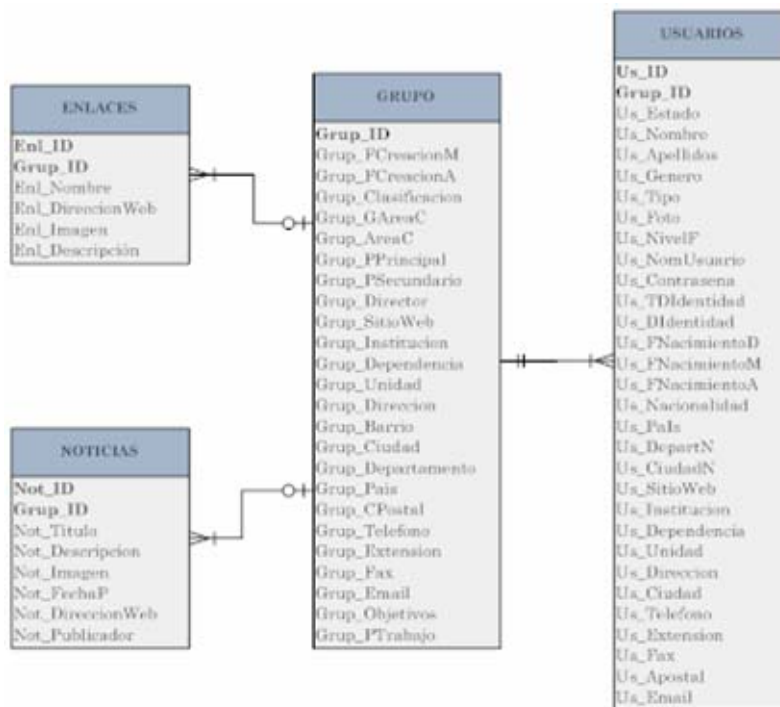 ENLACES
Enl_ID
Grup_ID
Enl_Nombre
Enl_DireccionWeb
Enl_Imagen
Enl_Descripción
NOTICIAS
Not_ID
Grup_ID
Not_Titulo
Not_Descripcion
Not_Imagen
Not_FechaP
Not_DireccionWeb
Not_Publicador
GRUPO
Grup_ID
Grup_FCreacionM
Grup_FCreacionA
Grup_Clasificacion
Grup_GAreaC
Grup_AreaC
Grup_PPrincipal
Grup_PSecundario
Grup_Director
Grup_SitioWeb
Grup_Institucion
Grup_Dependencia
Grup_Unidad
Grup_Direccion
Grup_Barrio
Grup_Ciudad
Grup_Departamento
Grup_Pais
Grup_CPostal
Grup_Telefono
Grup_Extension
Grup_Fax
Grup_Email
Grup_Objetivos
Grup_PTrabajo
USUARIOS
Us_ID
Grup_ID
Us_Estado
Us_Nombre
Us_Apellidos
Us_Genero
Us_Tipo
Us_Foto
Us_NivelF
Us_NomUsuario
Us_Contrasena
Us_TDIdentidad
Us_DIdentidad
Us_FNacimientoD
Us_FNacimientoM
Us_FNacimientoA
Us_Nacionalidad
Us_PaIs
Us_DepartN
Us_CiudadN
Us_SitioWeb
Us_Institucion
Us_Dependencia
Us_Unidad
Us_Direccion
Us_Ciudad
Us_Telefono
Us_Extension
Us_Fax
Us_Apostal
Us_Email